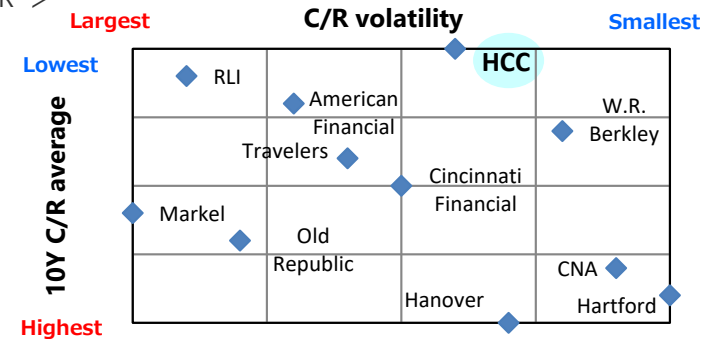 R >
Largest
C/R volatility
Smallest
Lowest
10Y C/R average
Highest
HCC
RLI
American
Financial
W.R.
Berkley
Travelers
Cincinnati
Financial
Markel
Old
Republic
CNA
Hanover
Hartford